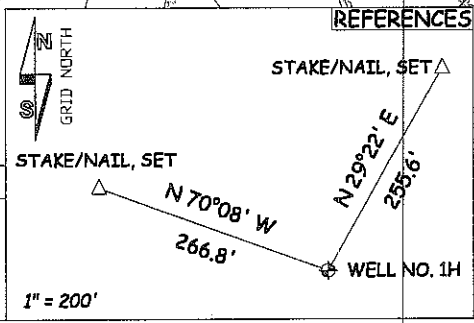 REFERENCES
N
S
GRID NORTH
STAKE/NAIL, SET
STAKE/NAIL, SET
N 29°22' E
255.6'
N 70°08' W
266.8'
WELL NO. 1H
1" = 200'